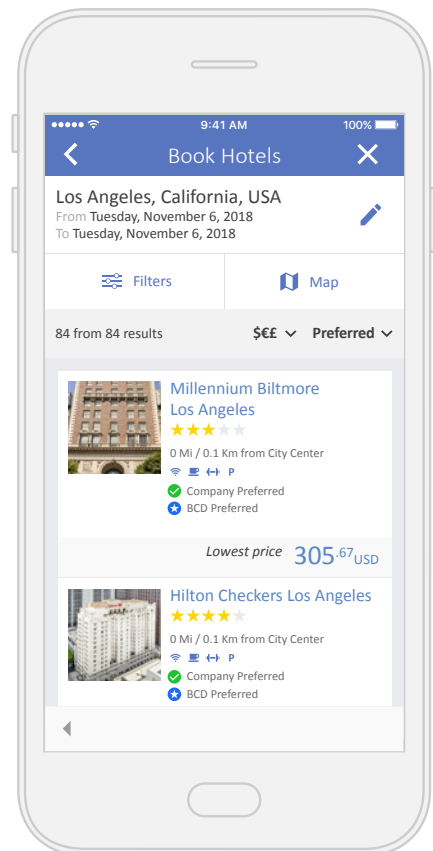 9:41 AM
100%
Book Hotels
Los Angeles, California, USA
From Tuesday, November 6, 2018
To Tuesday, November 6, 2018
Filters
Map
84 from 84 results
$€£
Preferred
Millennium Biltmore
Los Angeles
0 Mi / 0.1 Km from City Center
P
Company Preferred
BCD Preferred
Lowest price 305.67USD
Hilton Checkers Los Angeles
0 Mi / 0.1 Km from City Center
P
Company Preferred
BCD Preferred